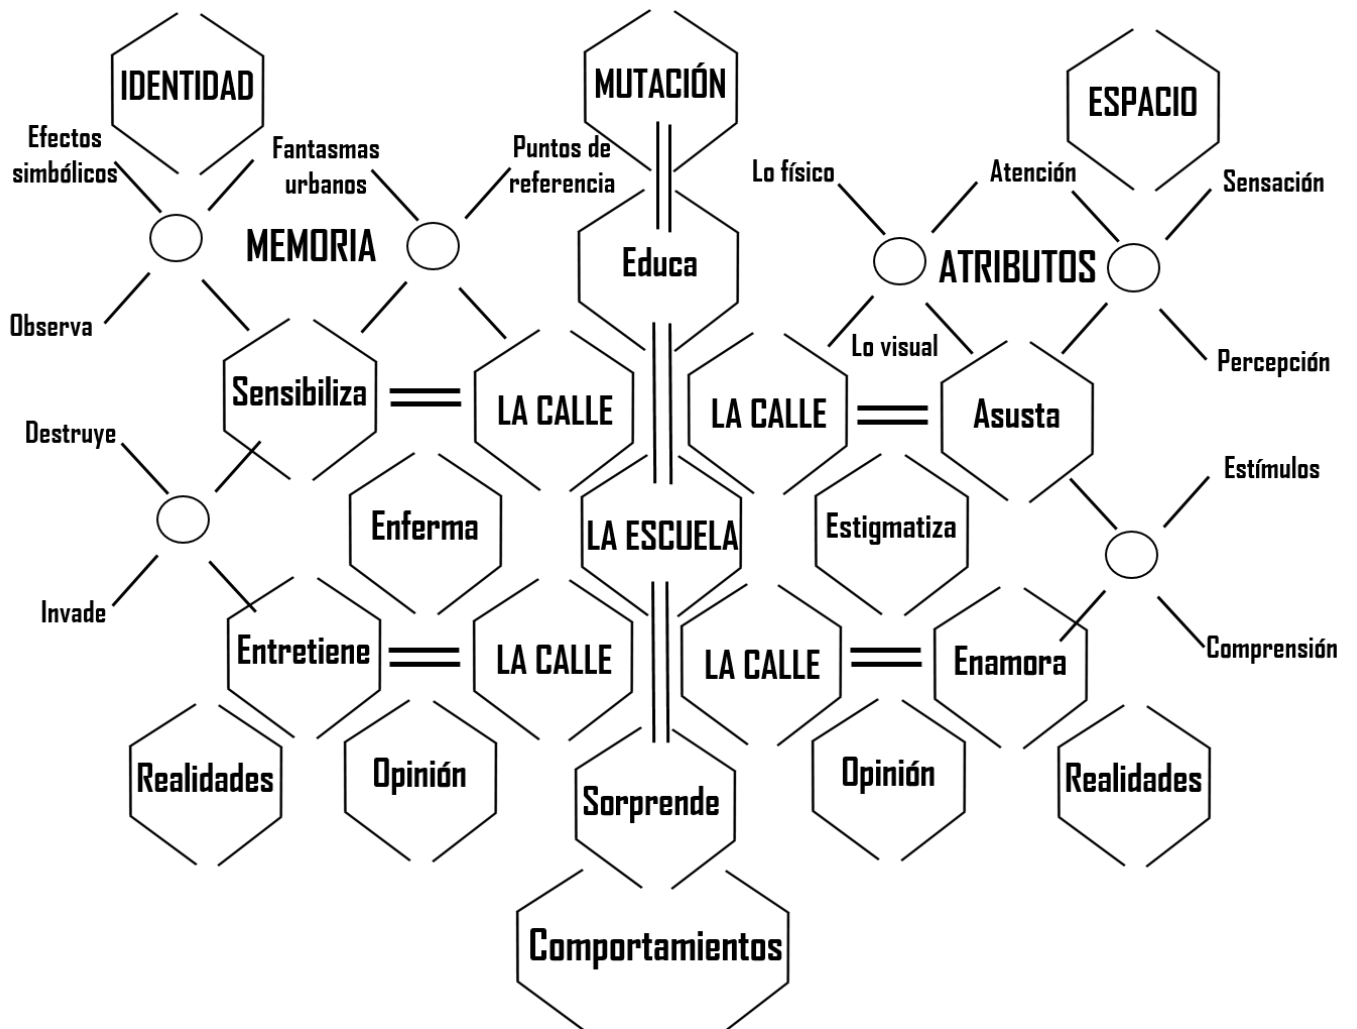 IDENTIDAD
MUTACIÓN
ESPACIO
Efectos
simbólicos
Fantasmas
urbanos
Puntos de
referencia
Lo físico
Atención
Sensación
MEMORIA
Educa
ATRIBUTOS
Observa
Lo visual
Percepción
Sensibiliza
LA CALLE
LA CALLE
Asusta
Destruye
Estímulos
Enferma
LA ESCUELA
Estigmatiza
Invade
Entretiene
LA CALLE
LA CALLE
Enamora
Comprensión
Realidades
Opinión
Sorprende
Opinión
Realidades
Comportamientos